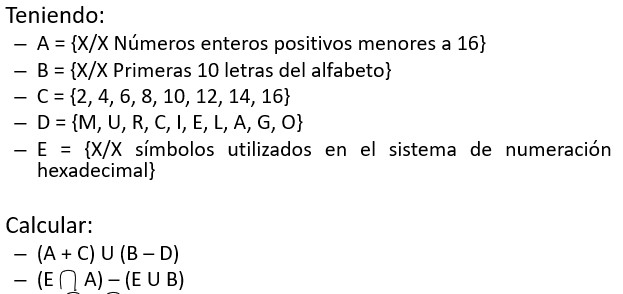 Teniendo:
– A = {X/X Números enteros positivos menores a 16}
– B = {X/X Primeras 10 letras del alfabeto}
– C = {2, 4, 6, 8, 10, 12, 14, 16}
– D = {M, U, R, C, I, E, L, A, G, O}
– E = {X/X símbolos utilizados en el sistema de numeración
hexadecimal}
Calcular:
– (A + C) U (B – D)
– (E ⋂ A) – (E U B)